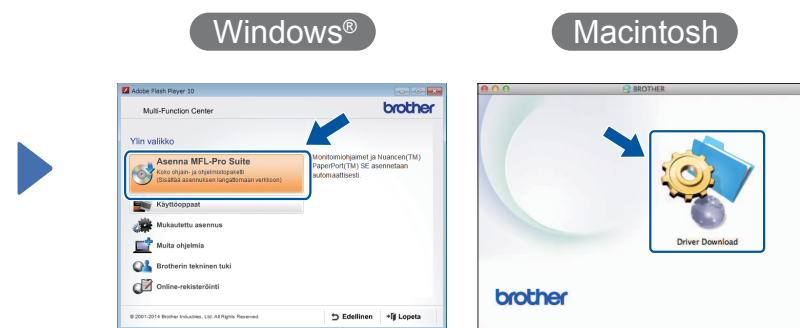 Windows®
Macintosh
Adobe Flash Player 10
Multi-Function Center
brother
Ylin valikko
Asenna MFL-Pro Suite
Koko ohjain- ja ohjelmistopaketti
(Sisältää asennuksen langattomaan verkkoon)
Monitoimiohjaimet ja Nuancen(TM)
PaperPort(TM) SE asennetaan
automaattisesti.
Käyttöoppaat
Mukautettu asennus
Muita ohjelmia
Brotherin tekninen tuki
Online-rekisteröinti
© 2001-2014 Brother Industries, Ltd. All Rights Reserved.
Edellinen
Lopeta
BROTHER
Driver Download
brother